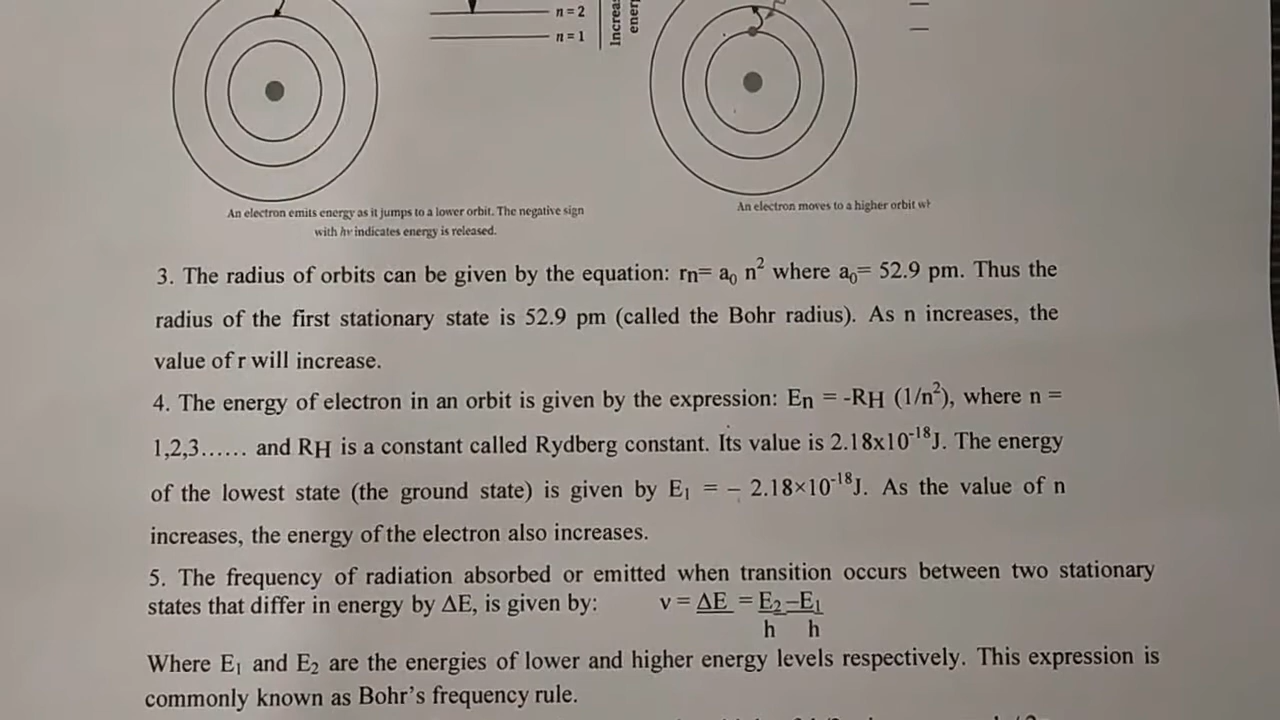 n = 2
n = 1
An electron emits energy as it jumps to a lower orbit. The negative sign
with hν indicates energy is released.
An electron moves to a higher orbit
3. The radius of orbits can be given by the equation: rn= a₀ n² where a₀= 52.9 pm. Thus the
radius of the first stationary state is 52.9 pm (called the Bohr radius). As n increases, the
value of r will increase.
4. The energy of electron in an orbit is given by the expression: En = -RH (1/n²), where n =
1,2,3...... and RH is a constant called Rydberg constant. Its value is 2.18x10⁻¹⁸J. The energy
of the lowest state (the ground state) is given by E₁ = – 2.18×10⁻¹⁸J. As the value of n
increases, the energy of the electron also increases.
5. The frequency of radiation absorbed or emitted when transition occurs between two stationary
states that differ in energy by ΔE, is given by: ν = ΔE = E₂ –E₁
h h
Where E₁ and E₂ are the energies of lower and higher energy levels respectively. This expression is
commonly known as Bohr's frequency rule.